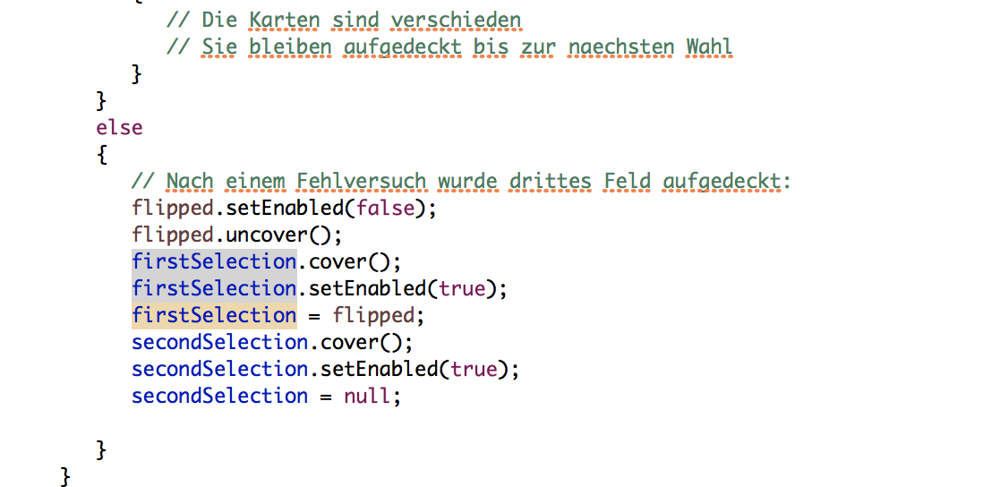 {
// Die Karten sind verschieden
// Sie bleiben aufgedeckt bis zur naechsten Wahl
}
}
else
{
// Nach einem Fehlversuch wurde drittes Feld aufgedeckt:
flipped.setEnabled(false);
flipped.uncover();
firstSelection.cover();
firstSelection.setEnabled(true);
firstSelection = flipped;
secondSelection.cover();
secondSelection.setEnabled(true);
secondSelection = null;
}
}